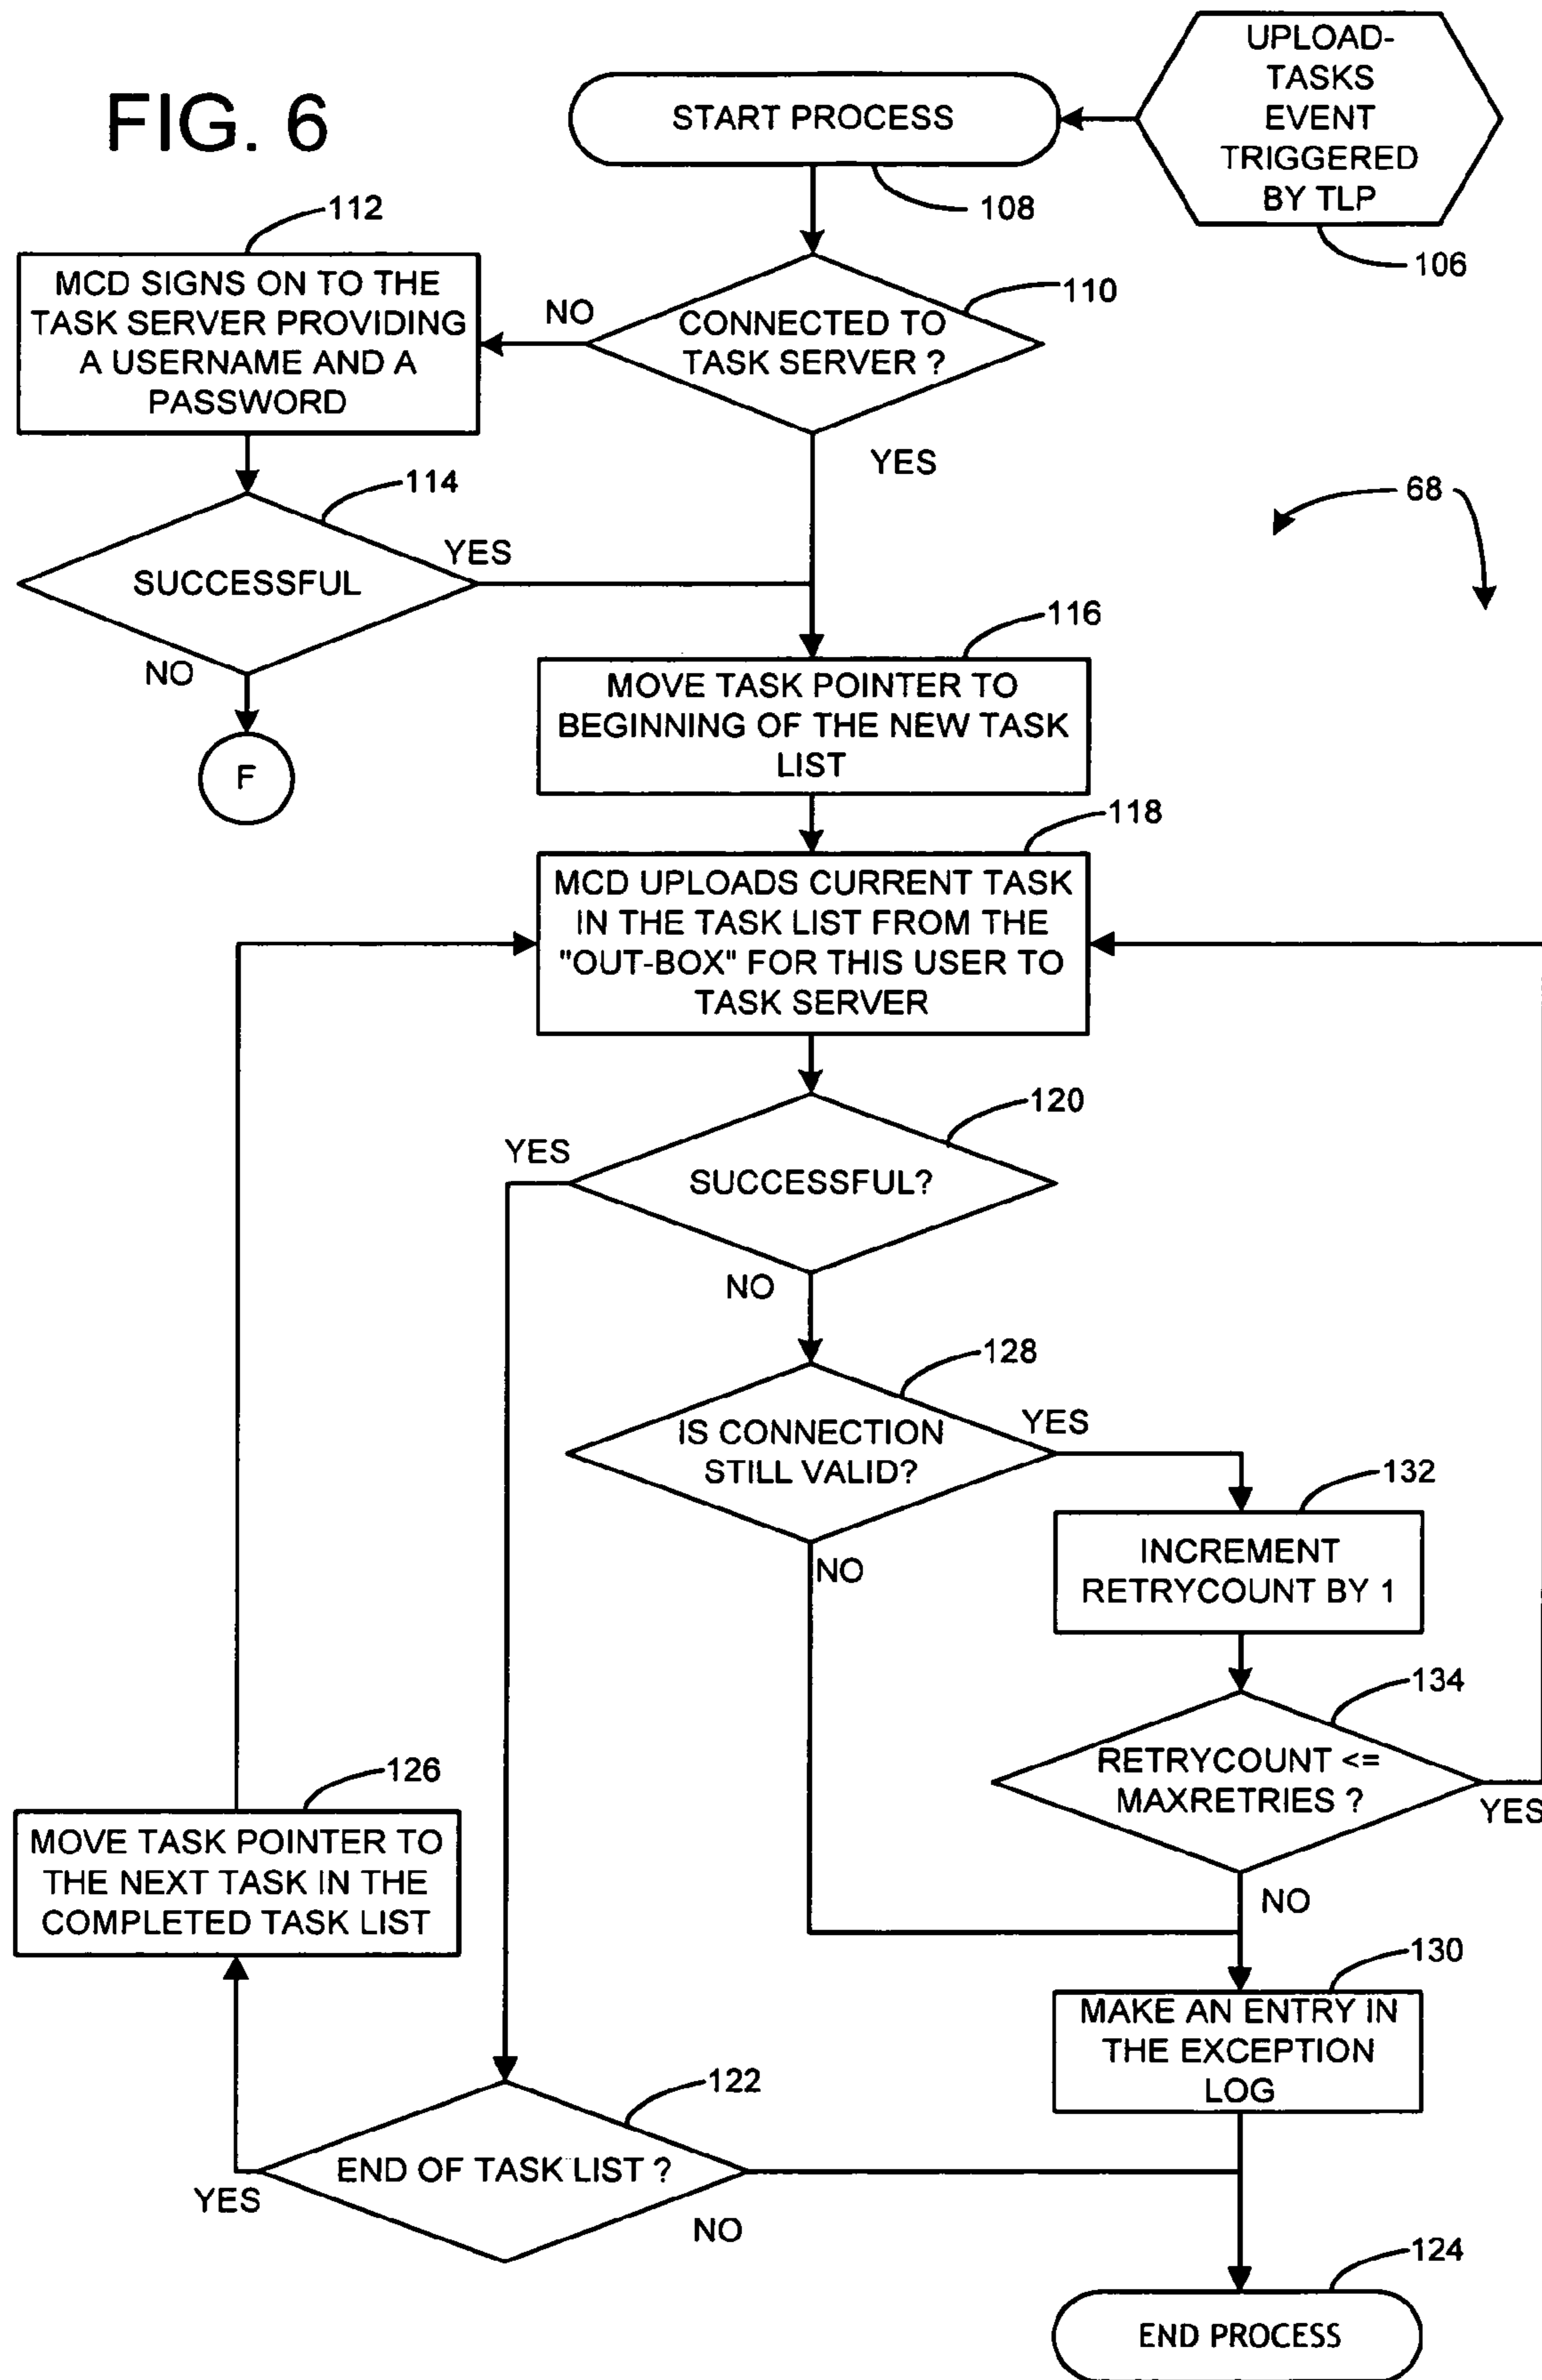 FIG. 6
START PROCESS
UPLOAD-
TASKS
EVENT
TRIGGERED
BY TLP
108
106
112
MCD SIGNS ON TO THE
TASK SERVER PROVIDING
A USERNAME AND A
PASSWORD
NO
110
CONNECTED TO
TASK SERVER ?
YES
114
SUCCESSFUL
YES
NO
F
68
116
MOVE TASK POINTER TO
BEGINNING OF THE NEW TASK
LIST
118
MCD UPLOADS CURRENT TASK
IN THE TASK LIST FROM THE
"OUT-BOX" FOR THIS USER TO
TASK SERVER
120
YES
SUCCESSFUL?
NO
128
IS CONNECTION
STILL VALID?
YES
NO
132
INCREMENT
RETRYCOUNT BY 1
134
RETRYCOUNT <=
MAXRETRIES ?
YES
NO
126
MOVE TASK POINTER TO
THE NEXT TASK IN THE
COMPLETED TASK LIST
130
MAKE AN ENTRY IN
THE EXCEPTION
LOG
122
END OF TASK LIST ?
YES
NO
124
END PROCESS